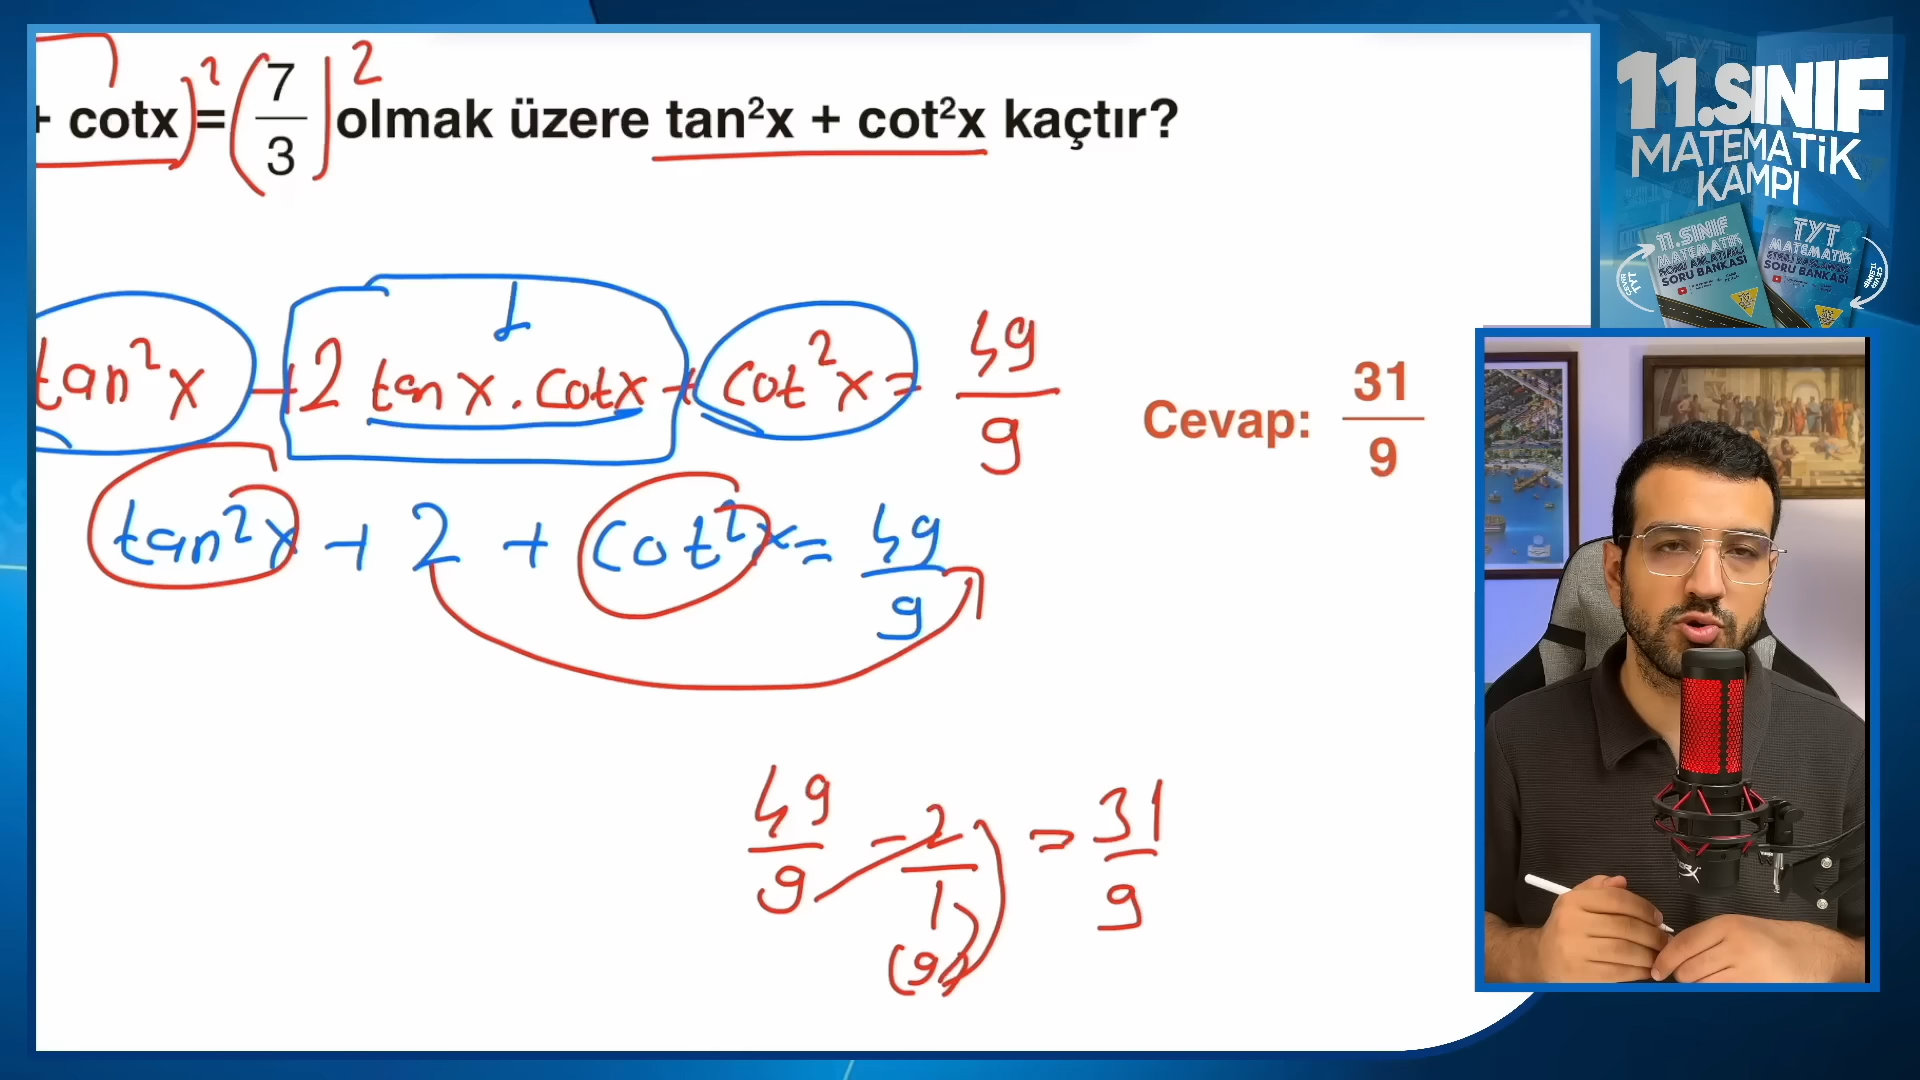 + cotx)² = (7/3)² olmak üzere tan²x + cot²x kaçtır?
1
tan²x + 2 tanx . cotx + cot²x = 49/9
Cevap: 31/9
tan²x + 2 + cot²x = 49/9
49/9 - 2/1 = 31/9
(9)
11.SINIF
MATEMATİK
KAMPI
11.SINIF
MATEMATİK
SORU BANKASI
TYT
MATEMATİK
SORU BANKASI